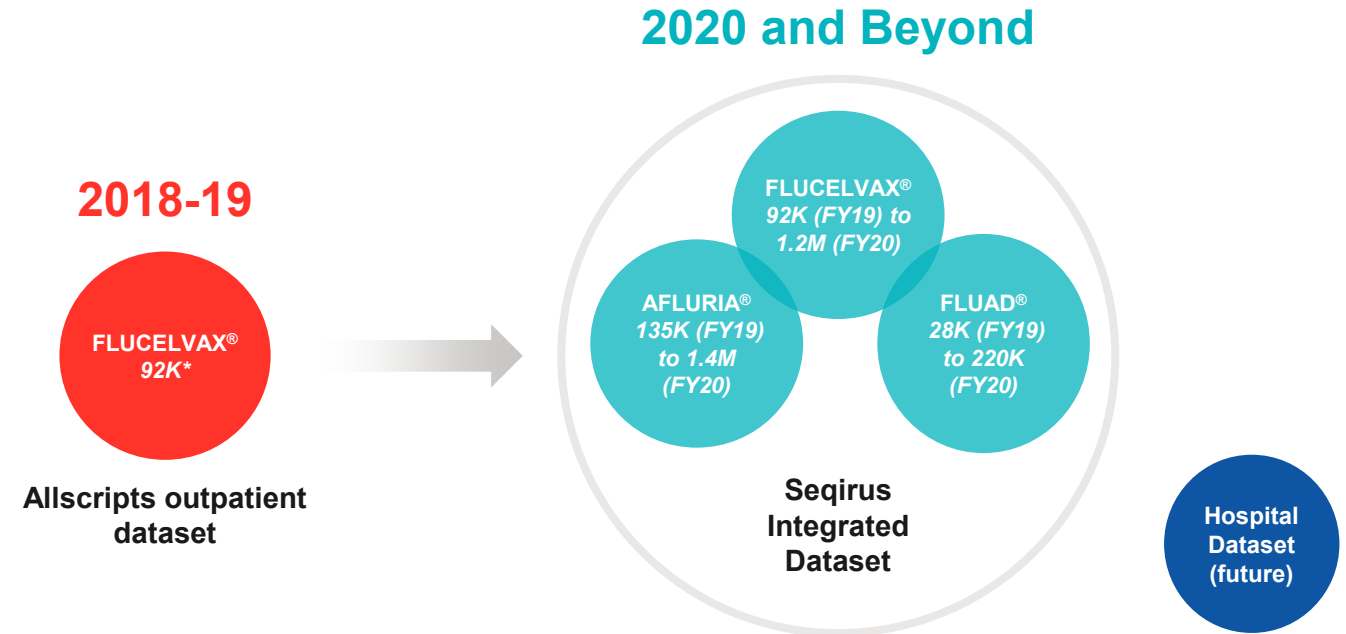 2020 and Beyond
2018-19
FLUCELVAX®
92K*
Allscripts outpatient
dataset
FLUCELVAX®
92K (FY19) to
1.2M (FY20)
AFLURIA®
135K (FY19)
to 1.4M
(FY20)
FLUAD®
28K (FY19)
to 220K
(FY20)
Seqirus
Integrated
Dataset
Hospital
Dataset
(future)